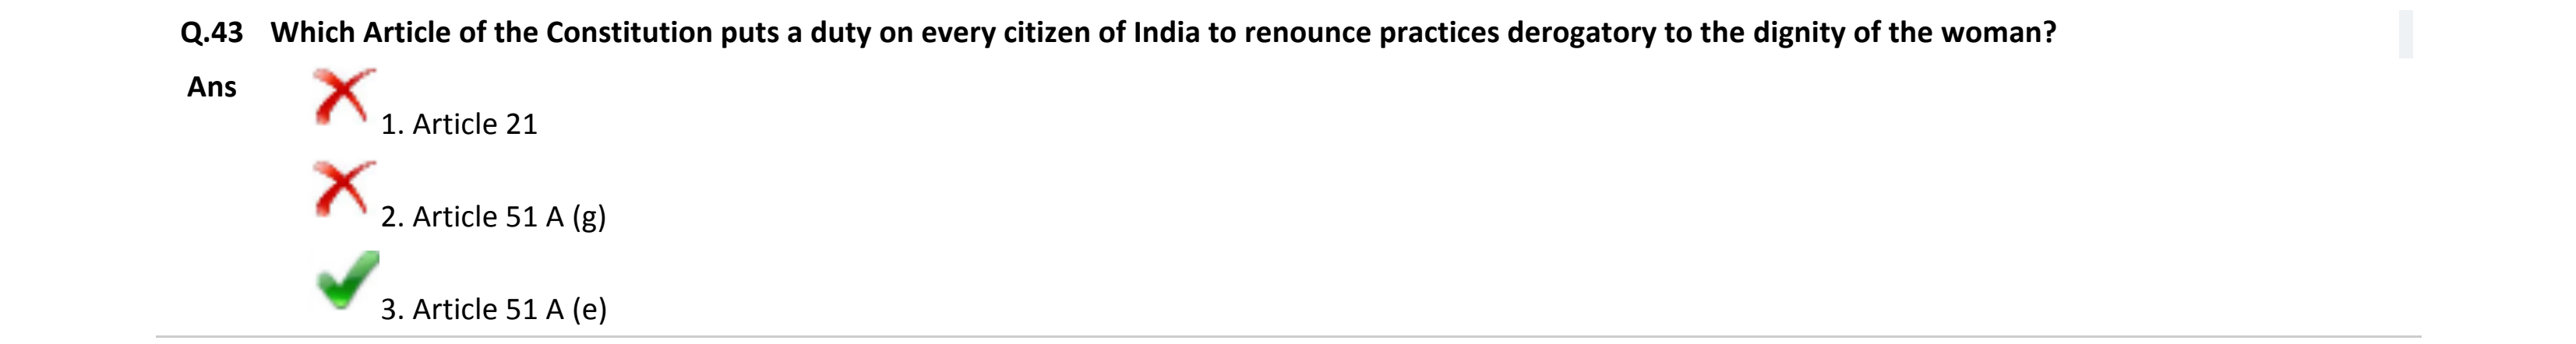 Q.43 Which Article of the Constitution puts a duty on every citizen of India to renounce practices derogatory to the dignity of the woman?
Ans
1. Article 21
2. Article 51 A (g)
3. Article 51 A (e)